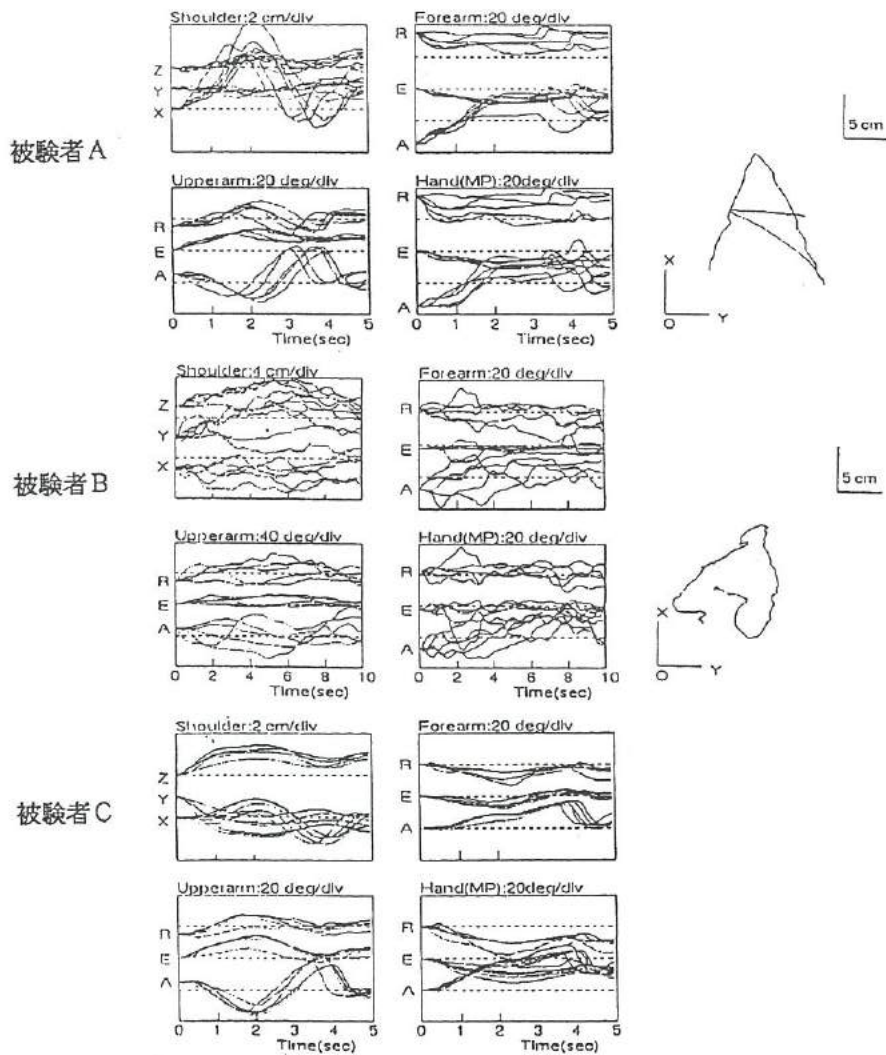 Shoulder:2 cm/div
Forearm:20 deg/div
Z
Y
X
R
E
A
被験者A
5 cm
Upperarm:20 deg/div
Hand(MP):20deg/div
R
E
A
R
E
A
0 1 2 3 4 5
Time(sec)
0 1 2 3 4 5
Time(sec)
X
O Y
Shoulder:4 cm/div
Forearm:20 deg/div
Z
Y
X
R
E
A
被験者B
5 cm
Upperarm:40 deg/div
Hand(MP):20 deg/div
R
E
A
R
E
A
0 2 4 6 8 10
Time(sec)
0 2 4 6 8 10
Time(sec)
X
O Y
Shoulder:2 cm/div
Forearm:20 deg/div
Z
Y
X
R
E
A
被験者C
Upperarm:20 deg/div
Hand(MP):20deg/div
R
E
A
R
E
A
0 1 2 3 4 5
Time(sec)
0 1 2 3 4 5
Time(sec)